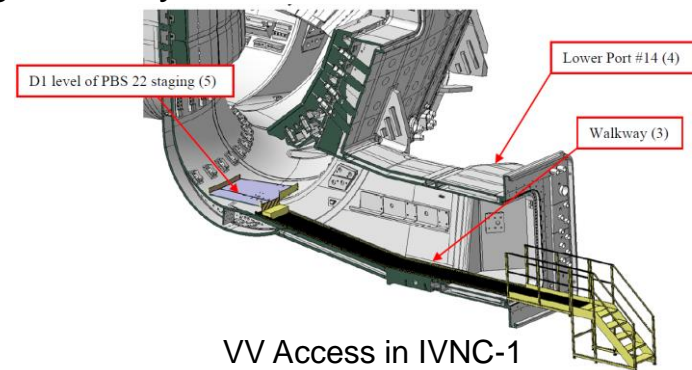 D1 level of PBS 22 staging (5)
Lower Port #14 (4)
Walkway (3)
VV Access in IVNC-1